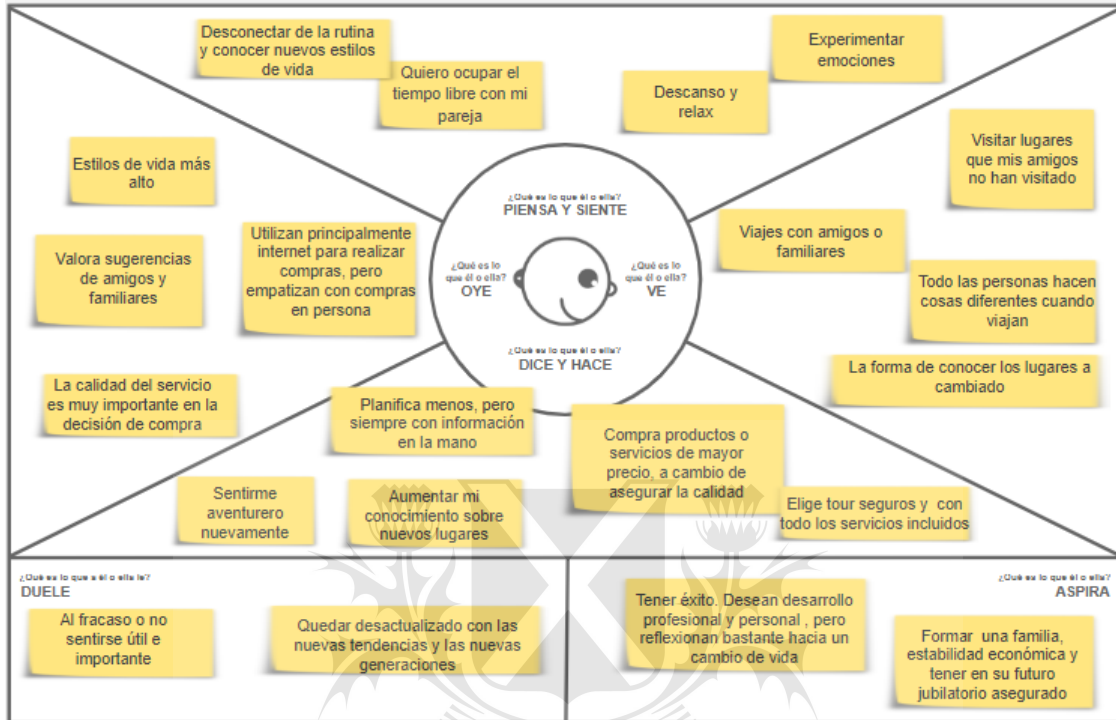 Desconectar de la rutina
y conocer nuevos estilos
de vida
Quiero ocupar el
tiempo libre con mi
pareja
Descanso y
relax
Experimentar
emociones
Estilos de vida más
alto
Valora sugerencias
de amigos y
familiares
Utilizan principalmente
internet para realizar
compras, pero
empatizan con compras
en persona
La calidad del servicio
es muy importante en la
decisión de compra
¿Qué es lo que él o ella?
PIENSA Y SIENTE
¿Qué es lo
que él o ella?
OYE
¿Qué es lo
que él o ella?
VE
¿Qué es lo que él o ella?
DICE Y HACE
Visitar lugares
que mis amigos
no han visitado
Viajes con amigos o
familiares
Todo las personas hacen
cosas diferentes cuando
viajan
La forma de conocer los lugares a
cambiado
Planifica menos, pero
siempre con información
en la mano
Compra productos o
servicios de mayor
precio, a cambio de
asegurar la calidad
Sentirme
aventurero
nuevamente
Aumentar mi
conocimiento sobre
nuevos lugares
Elige tour seguros y con
todo los servicios incluidos
¿Qué es lo que a él o ella le?
DUELE
Al fracaso o no
sentirse útil e
importante
Quedar desactualizado con las
nuevas tendencias y las nuevas
generaciones
¿Qué es lo que él o ella?
ASPIRA
Tener éxito. Desean desarrollo
profesional y personal , pero
reflexionan bastante hacia un
cambio de vida
Formar una familia,
estabilidad económica y
tener en su futuro
jubilatorio asegurado